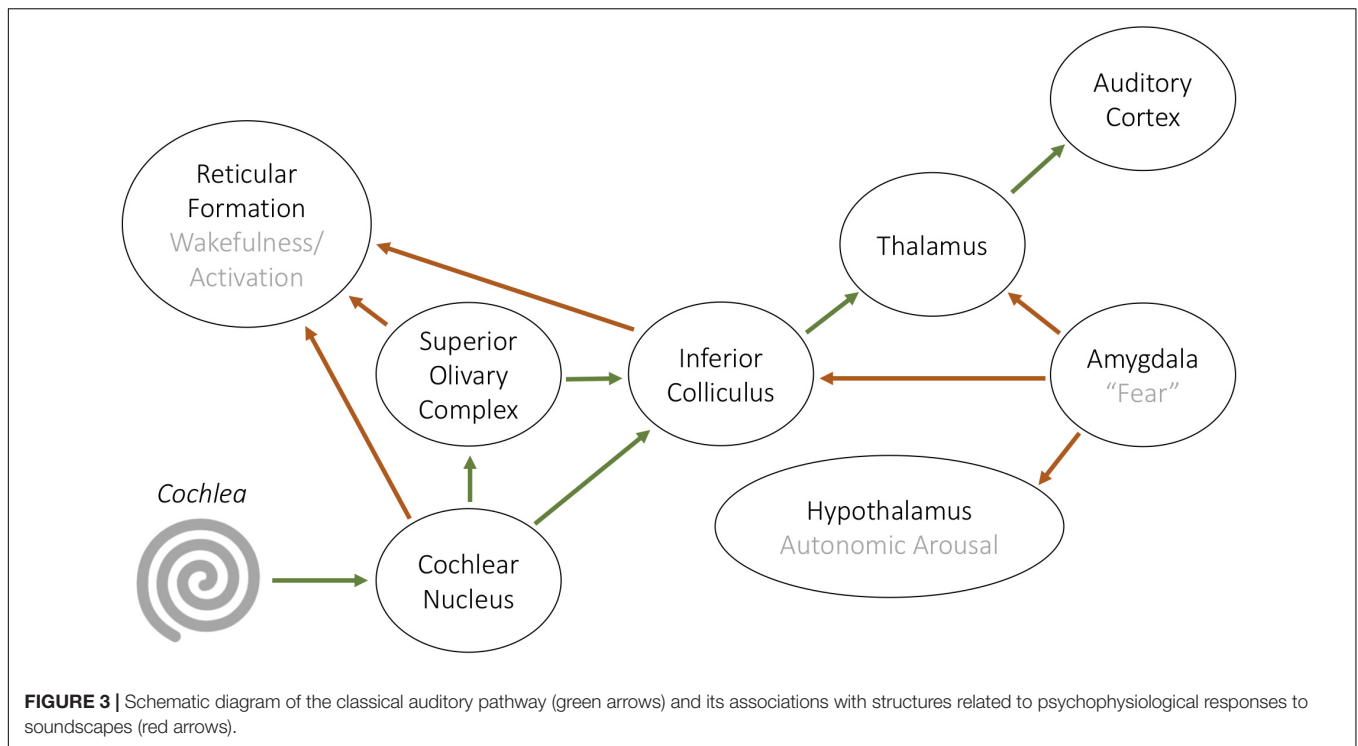 Auditory
Cortex
Reticular
Formation
Wakefulness/
Activation
Thalamus
Superior
Olivary
Complex
Inferior
Colliculus
Amygdala
“Fear”
Cochlea
Hypothalamus
Autonomic Arousal
Cochlear
Nucleus
FIGURE 3 | Schematic diagram of the classical auditory pathway (green arrows) and its associations with structures related to psychophysiological responses to
soundscapes (red arrows).